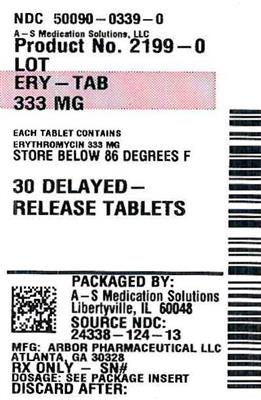 NDC 50090-0339-0
A-S Medication Solutions, LLC
Product No. 2199-0
LOT
ERY-TAB
333 MG
EACH TABLET CONTAINS
ERYTHROMYCIN 333 MG
STORE BELOW 86 DEGREES F
30 DELAYED-
RELEASE TABLETS
PACKAGED BY:
A-S Medication Solutions
Libertyville, IL 60048
SOURCE NDC:
24338-124-13
MFG: ARBOR PHARMACEUTICAL LLC
ATLANTA, GA 30328
RX ONLY - SN#
DOSAGE: SEE PACKAGE INSERT
DISCARD AFTER: